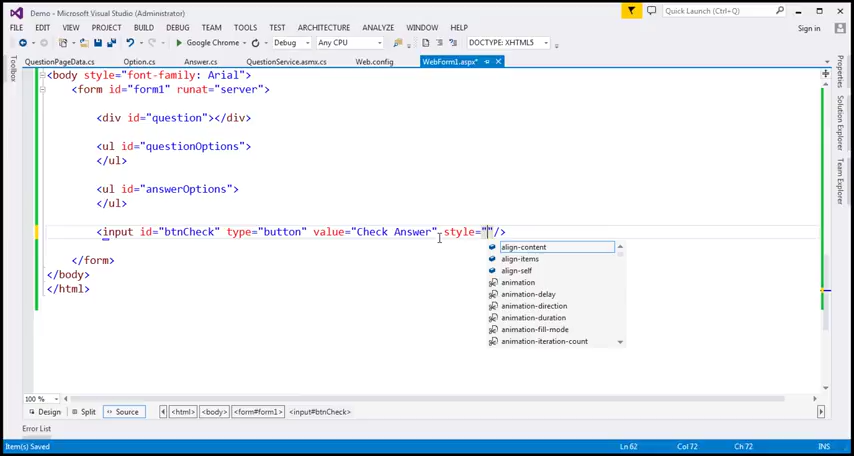 Demo - Microsoft Visual Studio (Administrator)
Quick Launch (Ctrl+Q)
FILE EDIT VIEW PROJECT BUILD DEBUG TEAM TOOLS TEST ARCHITECTURE ANALYZE WINDOW HELP
Sign in
Google Chrome Debug Any CPU DOCTYPE: XHTML5
QuestionPageData.cs Option.cs Answer.cs QuestionService.asmx.cs Web.config WebForm1.aspx*
Toolbox
Properties
Solution Explorer
Team Explorer
<body style="font-family: Arial">
<form id="form1" runat="server">
<div id="question"></div>
<ul id="questionOptions">
</ul>
<ul id="answerOptions">
</ul>
<input id="btnCheck" type="button" value="Check Answer" style=""/>
align-content
align-items
align-self
animation
animation-delay
animation-direction
animation-duration
animation-fill-mode
animation-iteration-count
</form>
</body>
</html>
100 %
Design Split Source <html> <body> <form#form1> <input#btnCheck>
Error List
Item(s) Saved Ln 62 Col 72 Ch 72 INS